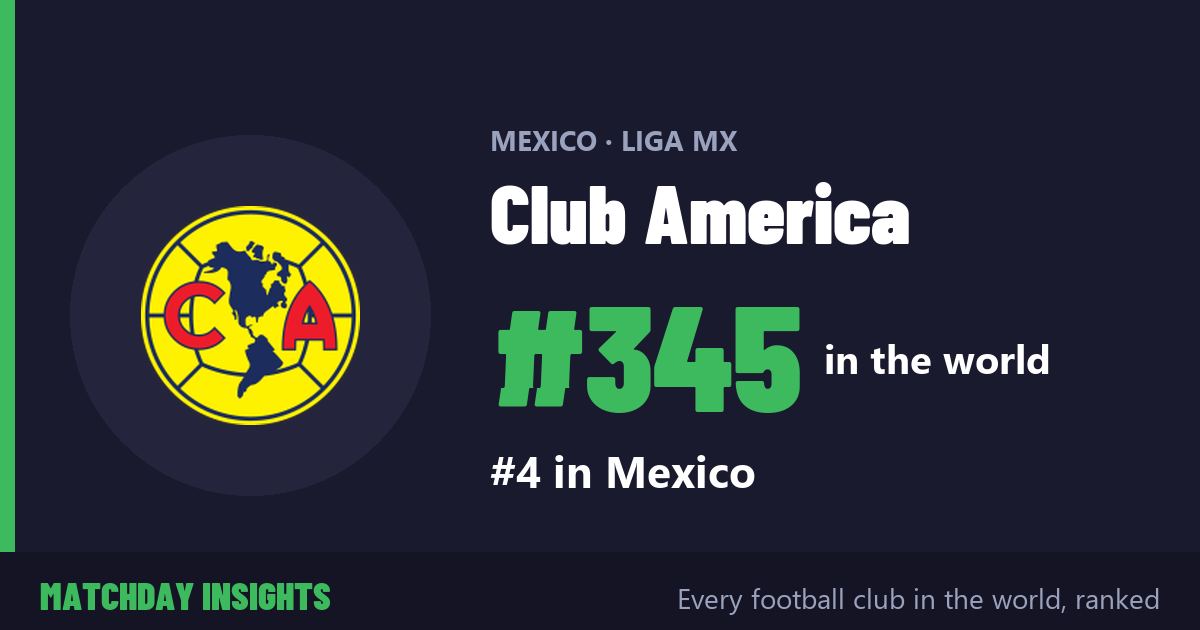 MEXICO · LIGA MX
Club America
CA
#345 in the world
#4 in Mexico
MATCHDAY INSIGHTS
Every football club in the world, ranked